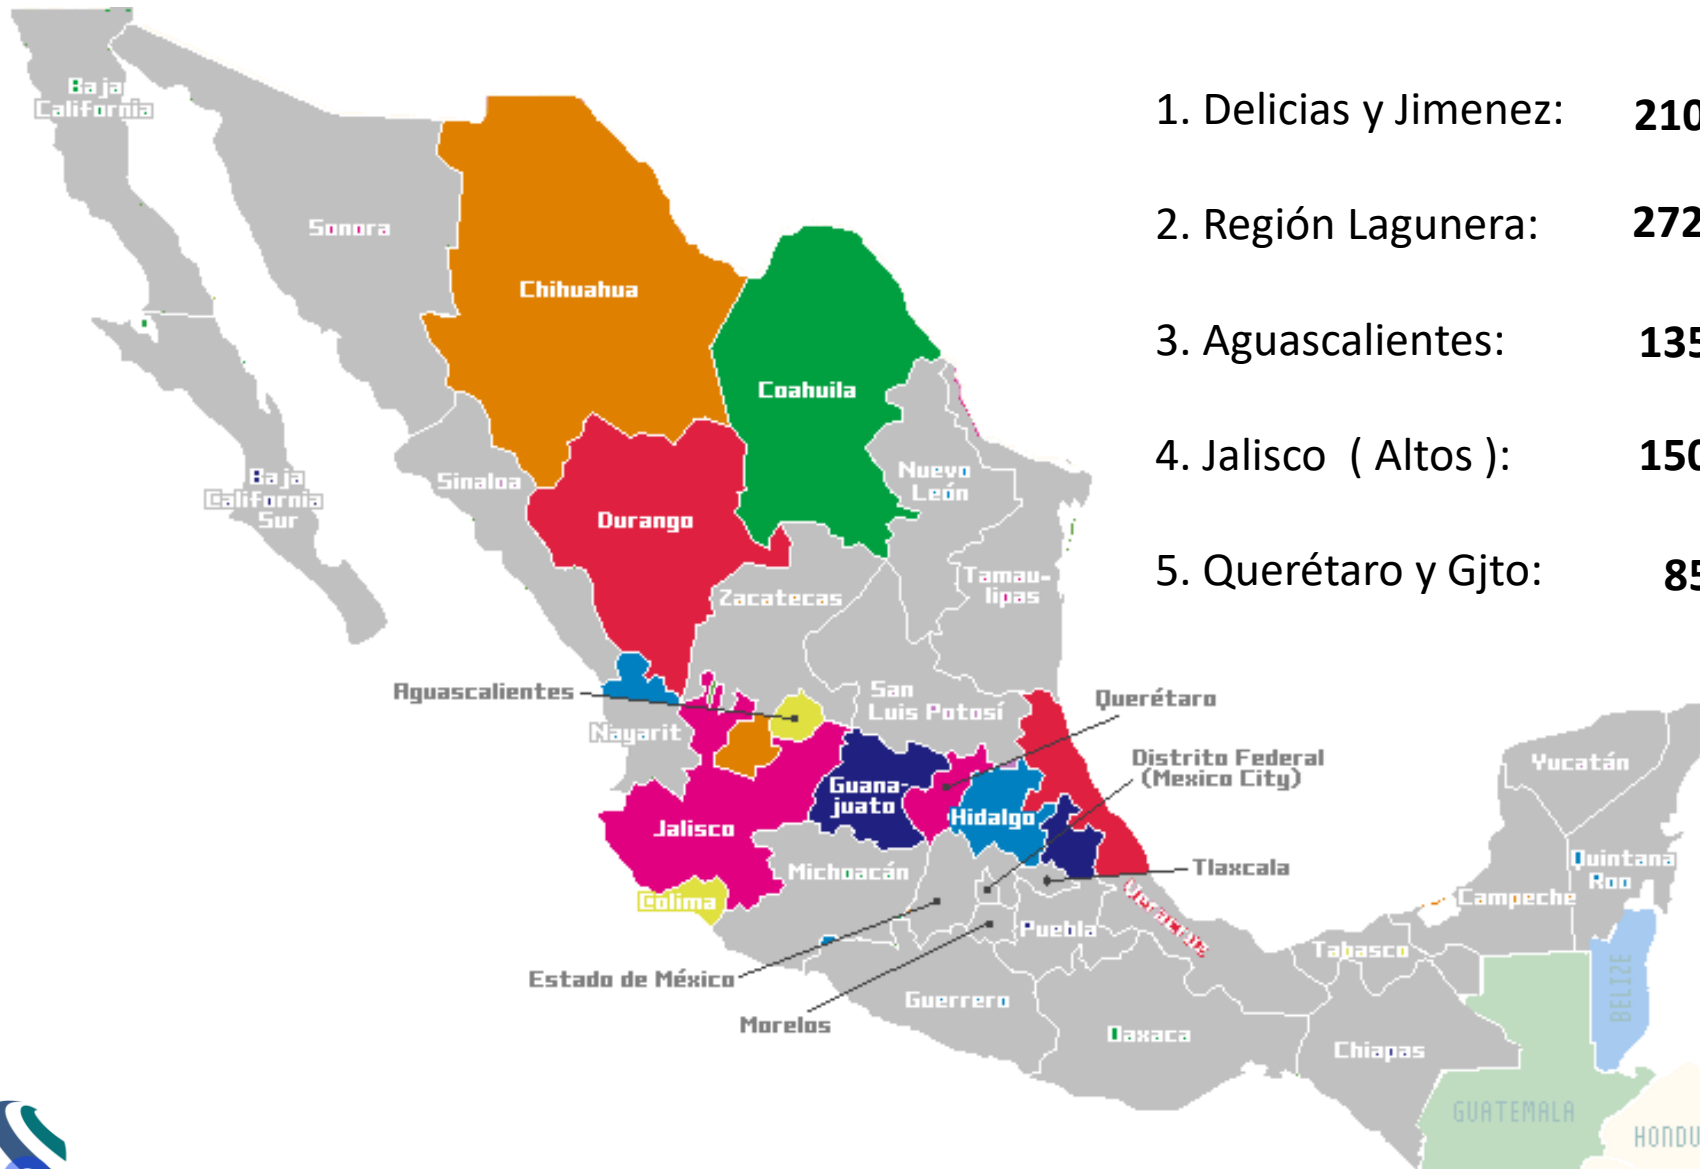 Baja
California
Sonora
Chihuahua
Coahuila
Nuevo
León
Baja
California
Sur
Sinaloa
Durango
Zacatecas
Tamau-
lipas
Aguascalientes
Nayarit
San
Luis Potosí
Querétaro
Distrito Federal
(Mexico City)
Guana-
juato
Hidalgo
Jalisco
Michoacán
Tlaxcala
Colima
Puebla
Veracruz
Estado de México
Morelos
Guerrero
Oaxaca
Yucatán
Quintana
Roo
Campeche
Tabasco
Chiapas
BELIZE
GUATEMALA
HONDU
1. Delicias y Jimenez: 210
2. Región Lagunera: 272
3. Aguascalientes: 135
4. Jalisco ( Altos ): 150
5. Querétaro y Gjto: 85